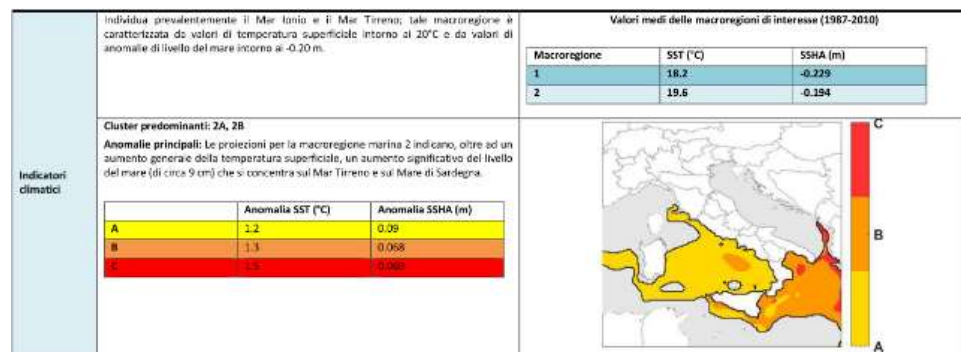 Individua prevalentemente il Mar Ionio e il Mar Tirreno; tale macroregione è
caratterizzata da valori di temperatura superficiale intorno ai 20°C e da valori di
anomalie di livello del mare intorno ai -0.20 m.
Valori medi delle macroregioni di interesse (1987-2010)
Macroregione SST (°C) SSHA (m)
1 18.2 -0.229
2 19.6 -0.194
Indicatori
climatici
Cluster predominanti: 2A, 2B
Anomalie principali: Le proiezioni per la macroregione marina 2 indicano, oltre ad un
aumento generale della temperatura superficiale, un aumento significativo del livello
del mare (di circa 9 cm) che si concentra sul Mar Tirreno e sul Mare di Sardegna.
Anomalia SST (°C) Anomalia SSHA (m)
A 1.2 0.09
B 1.3 0.068
C
C
B
A